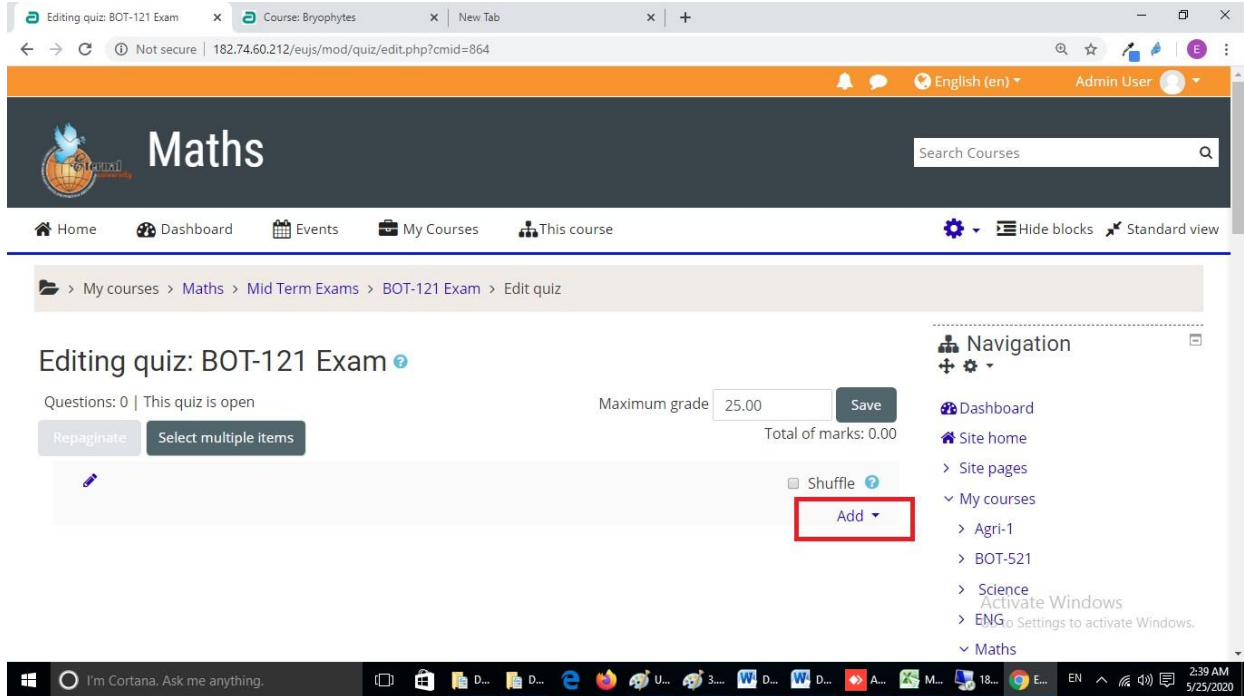 Editing quiz: BOT-121 Exam
Course: Bryophytes
New Tab
Not secure | 182.74.60.212/eujs/mod/quiz/edit.php?cmid=864
E
English (en)
Admin User
Eternal
university
Maths
Search Courses
Home
Dashboard
Events
My Courses
This course
Hide blocks
Standard view
> My courses > Maths > Mid Term Exams > BOT-121 Exam > Edit quiz
Editing quiz: BOT-121 Exam
Questions: 0 | This quiz is open
Maximum grade 25.00 Save
Repaginate
Select multiple items
Total of marks: 0.00
Shuffle
Add
Navigation
Dashboard
Site home
Site pages
My courses
Agri-1
BOT-521
Science
ENG
Maths
Activate Windows
Go to Settings to activate Windows.
I'm Cortana. Ask me anything.
D...
D...
U...
3....
D...
D...
A...
M...
18...
E...
EN
2:39 AM
5/25/2020